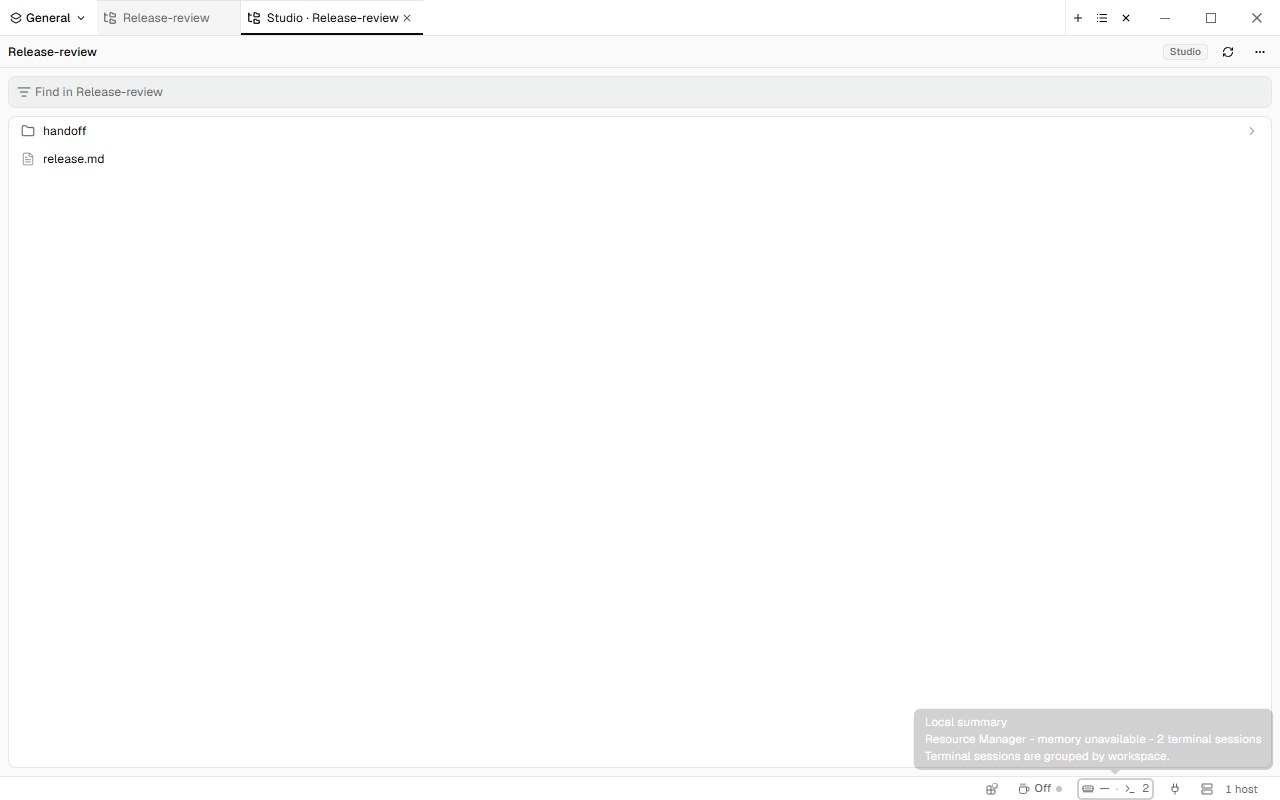 General
Release-review
Studio · Release-review
Release-review
Studio
Find in Release-review
handoff
release.md
Local summary
Resource Manager - memory unavailable - 2 terminal sessions
Terminal sessions are grouped by workspace.
Off
— · 2
1 host